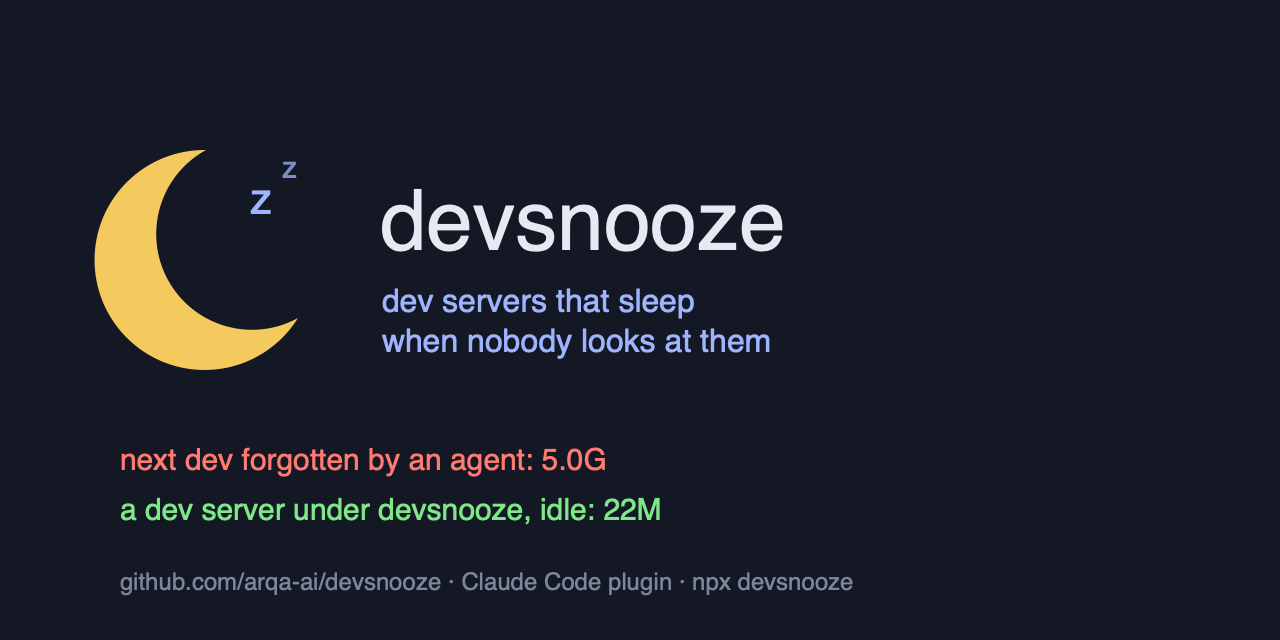 z
z
devsnooze
dev servers that sleep
when nobody looks at them
next dev forgotten by an agent: 5.0G
a dev server under devsnooze, idle: 22M
github.com/arqa-ai/devsnooze · Claude Code plugin · npx devsnooze